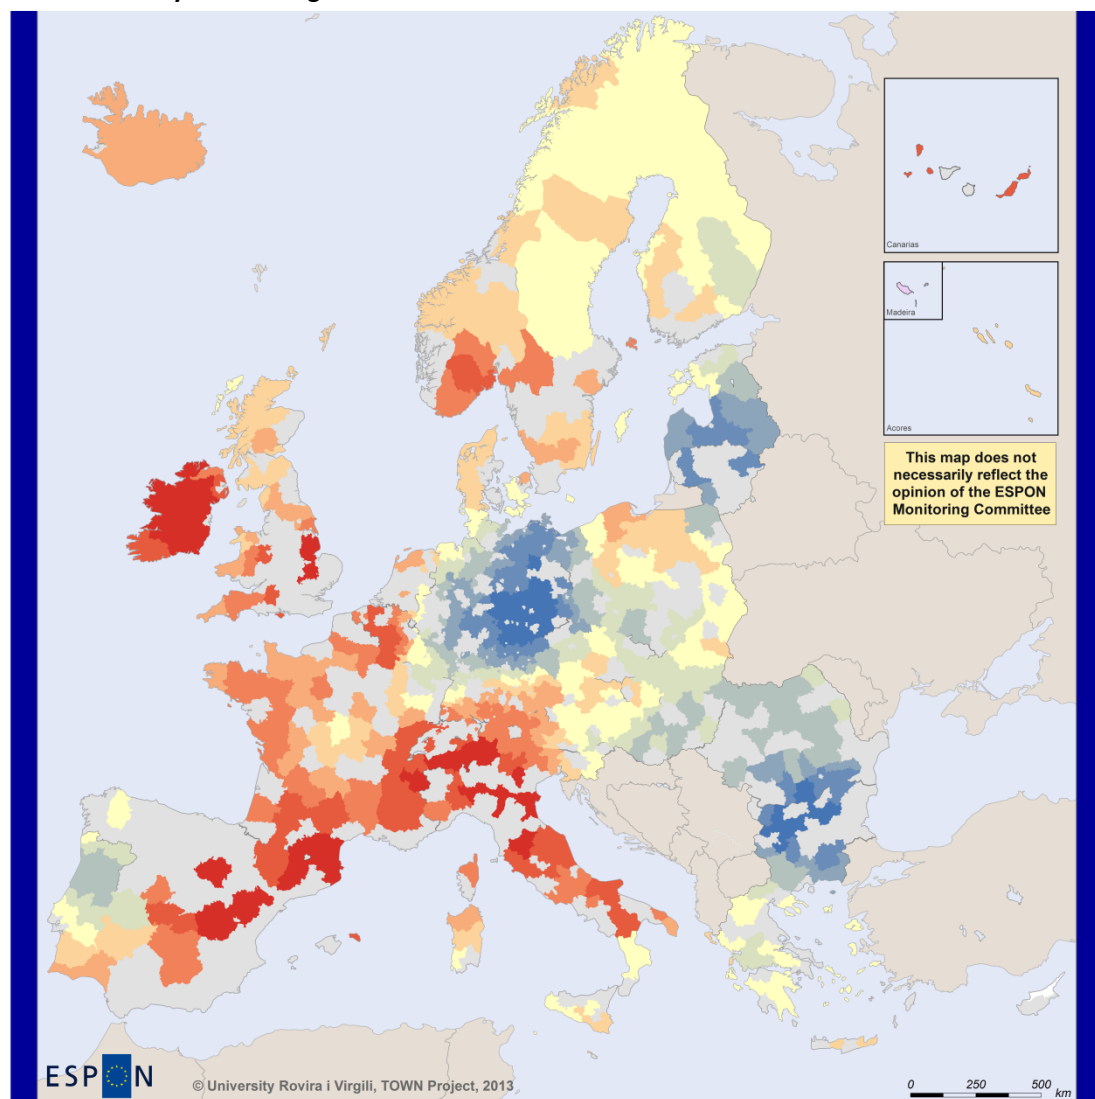 Canarias
Madeira
Acores
This map does not
necessarily reflect the
opinion of the ESPON
Monitoring Committee
ESPON
© University Rovira i Virgili, TOWN Project, 2013
0 250 500
km